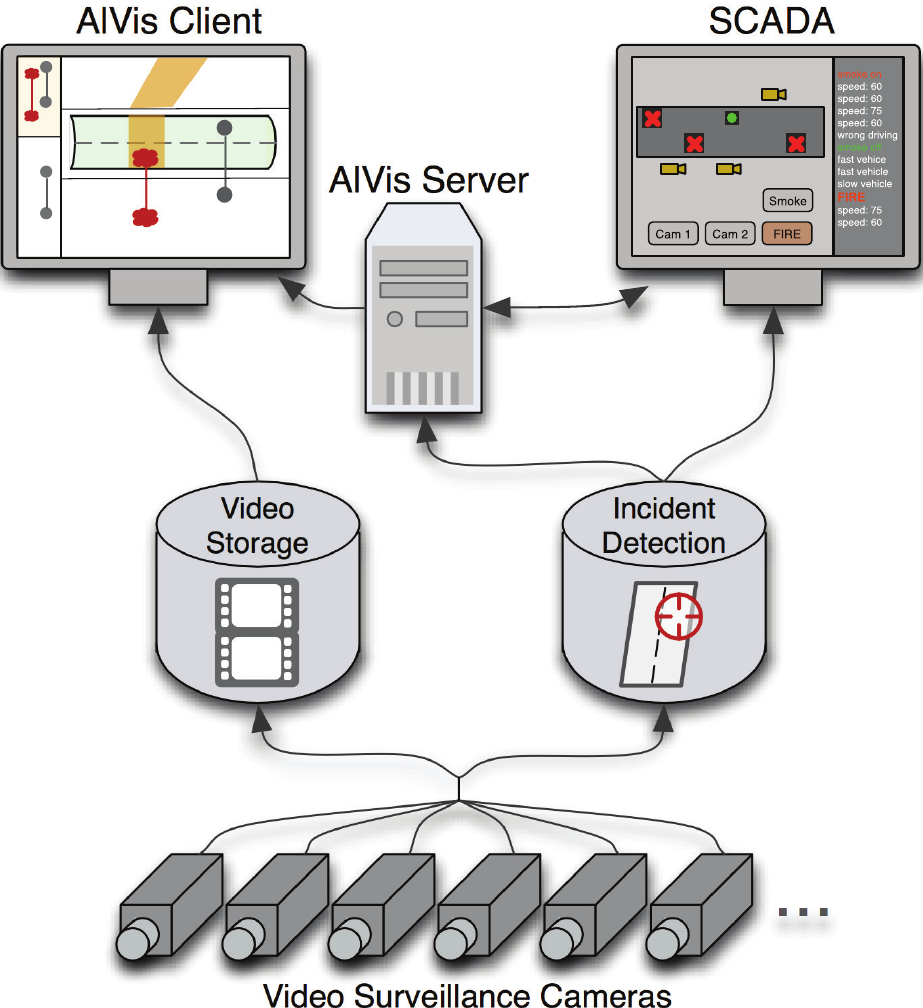 AIVis Client
SCADA
smoke on
speed: 60
speed: 60
speed: 75
speed: 60
wrong driving
smoke off
fast vehice
fast vehicle
slow vehicle
FIRE
speed: 75
speed: 60
Smoke
Cam 1
Cam 2
FIRE
AIVis Server
Video
Storage
Incident
Detection
...
Video Surveillance Cameras